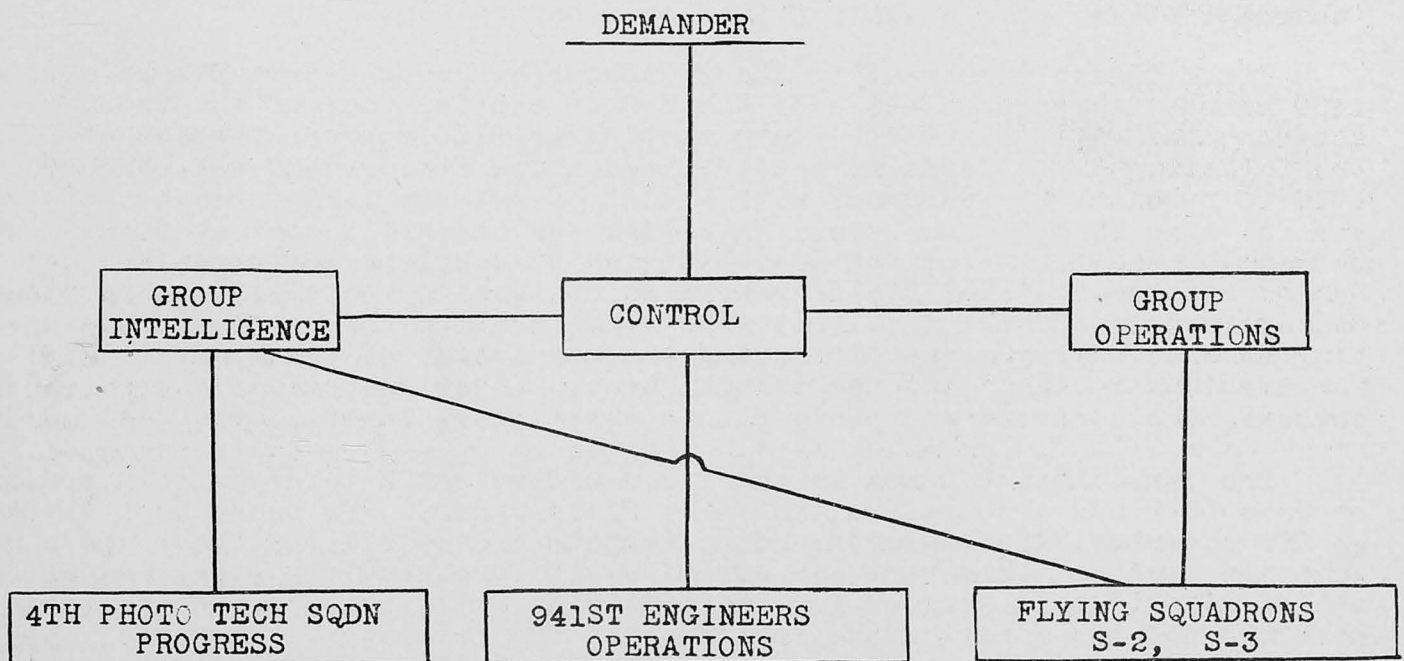 DEMANDER
GROUP
INTELLIGENCE
CONTROL
GROUP
OPERATIONS
4TH PHOTO TECH SQDN
PROGRESS
941ST ENGINEERS
OPERATIONS
FLYING SQUADRONS
S-2, S-3